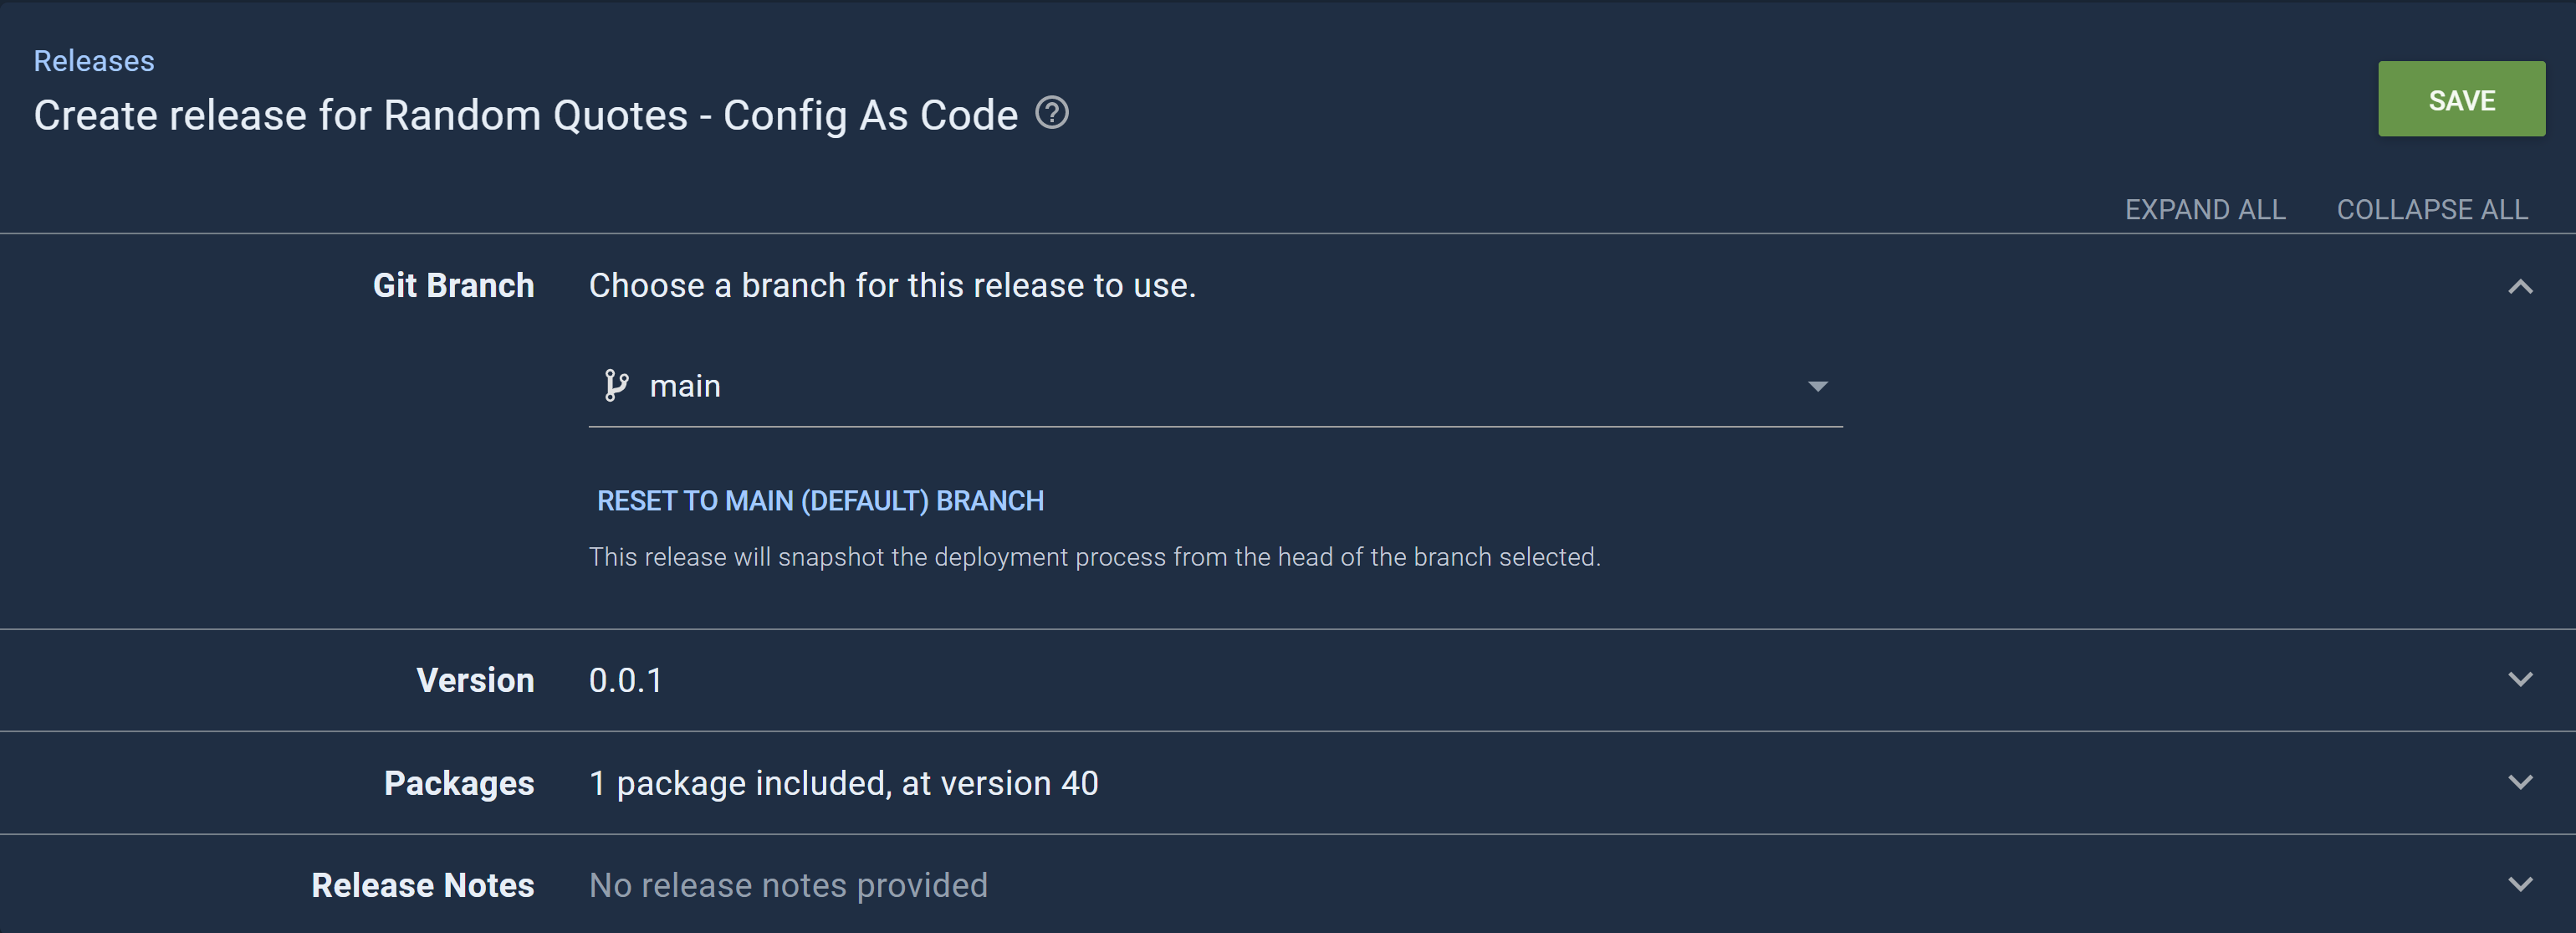 Releases
Create release for Random Quotes - Config As Code
SAVE
EXPAND ALL COLLAPSE ALL
Git Branch Choose a branch for this release to use.
main
RESET TO MAIN (DEFAULT) BRANCH
This release will snapshot the deployment process from the head of the branch selected.
Version 0.0.1
Packages 1 package included, at version 40
Release Notes No release notes provided